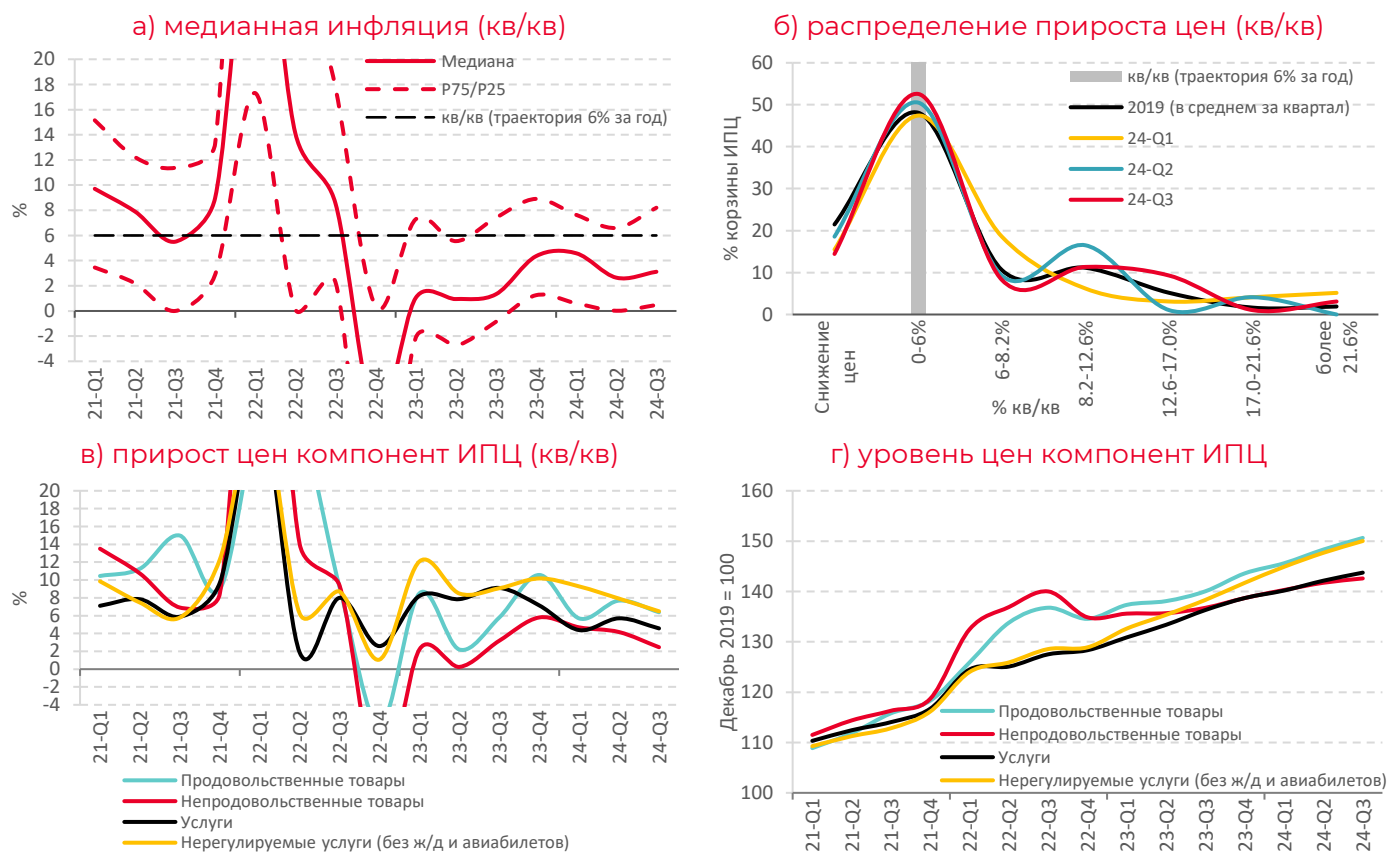 а) медианная инфляция (кв/кв)
20
18
16
14
12
10
8
6
4
2
0
-2
-4
%
Медиана
P75/P25
кв/кв (траектория 6% за год)
21-Q1
21-Q2
21-Q3
21-Q4
22-Q1
22-Q2
22-Q3
22-Q4
23-Q1
23-Q2
23-Q3
23-Q4
24-Q1
24-Q2
24-Q3
б) распределение прироста цен (кв/кв)
60
50
40
30
20
10
0
% корзины ИПЦ
кв/кв (траектория 6% за год)
2019 (в среднем за квартал)
24-Q1
24-Q2
24-Q3
Снижение
цен
0-6%
6-8.2%
8.2-12.6%
12.6-17.0%
17.0-21.6%
более
21.6%
% кв/кв
в) прирост цен компонент ИПЦ (кв/кв)
20
18
16
14
12
10
8
6
4
2
0
-2
-4
%
21-Q1
21-Q2
21-Q3
21-Q4
22-Q1
22-Q2
22-Q3
22-Q4
23-Q1
23-Q2
23-Q3
23-Q4
24-Q1
24-Q2
24-Q3
Продовольственные товары
Непродовольственные товары
Услуги
Нерегулируемые услуги (без ж/д и авиабилетов)
г) уровень цен компонент ИПЦ
160
150
140
130
120
110
100
Декабрь 2019 = 100
Продовольственные товары
Непродовольственные товары
Услуги
Нерегулируемые услуги (без ж/д и авиабилетов)
21-Q1
21-Q2
21-Q3
21-Q4
22-Q1
22-Q2
22-Q3
22-Q4
23-Q1
23-Q2
23-Q3
23-Q4
24-Q1
24-Q2
24-Q3